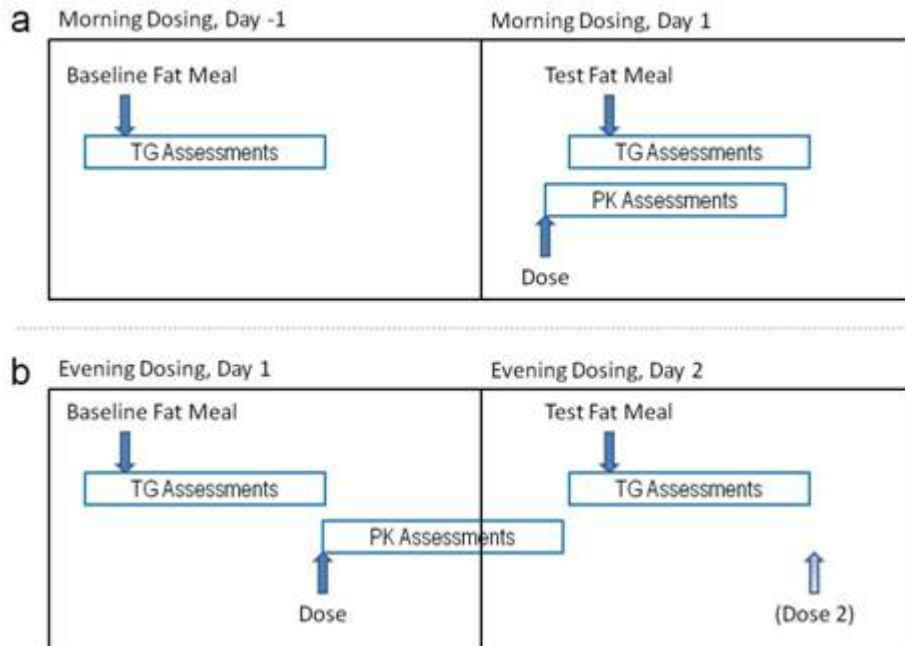 a
Morning Dosing, Day -1
Morning Dosing, Day 1
Baseline Fat Meal
Test Fat Meal
TG Assessments
TG Assessments
PK Assessments
Dose
b
Evening Dosing, Day 1
Evening Dosing, Day 2
Baseline Fat Meal
Test Fat Meal
TG Assessments
TG Assessments
PK Assessments
Dose
(Dose 2)